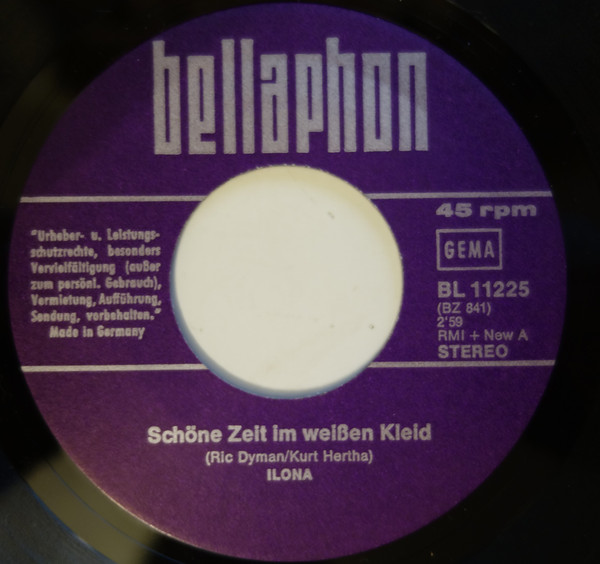 bellaphon
45 rpm
GEMA
BL 11225
(BZ 841)
2'59
RMI + New A
STEREO
"Urheber- u. Leistungs-
schutzrechte, besonders
Vervielfältigung (außer
zum persönl. Gebrauch),
Vermietung, Aufführung,
Sendung, vorbehalten."
Made in Germany
Schöne Zeit im weißen Kleid
(Ric Dyman/Kurt Hertha)
ILONA